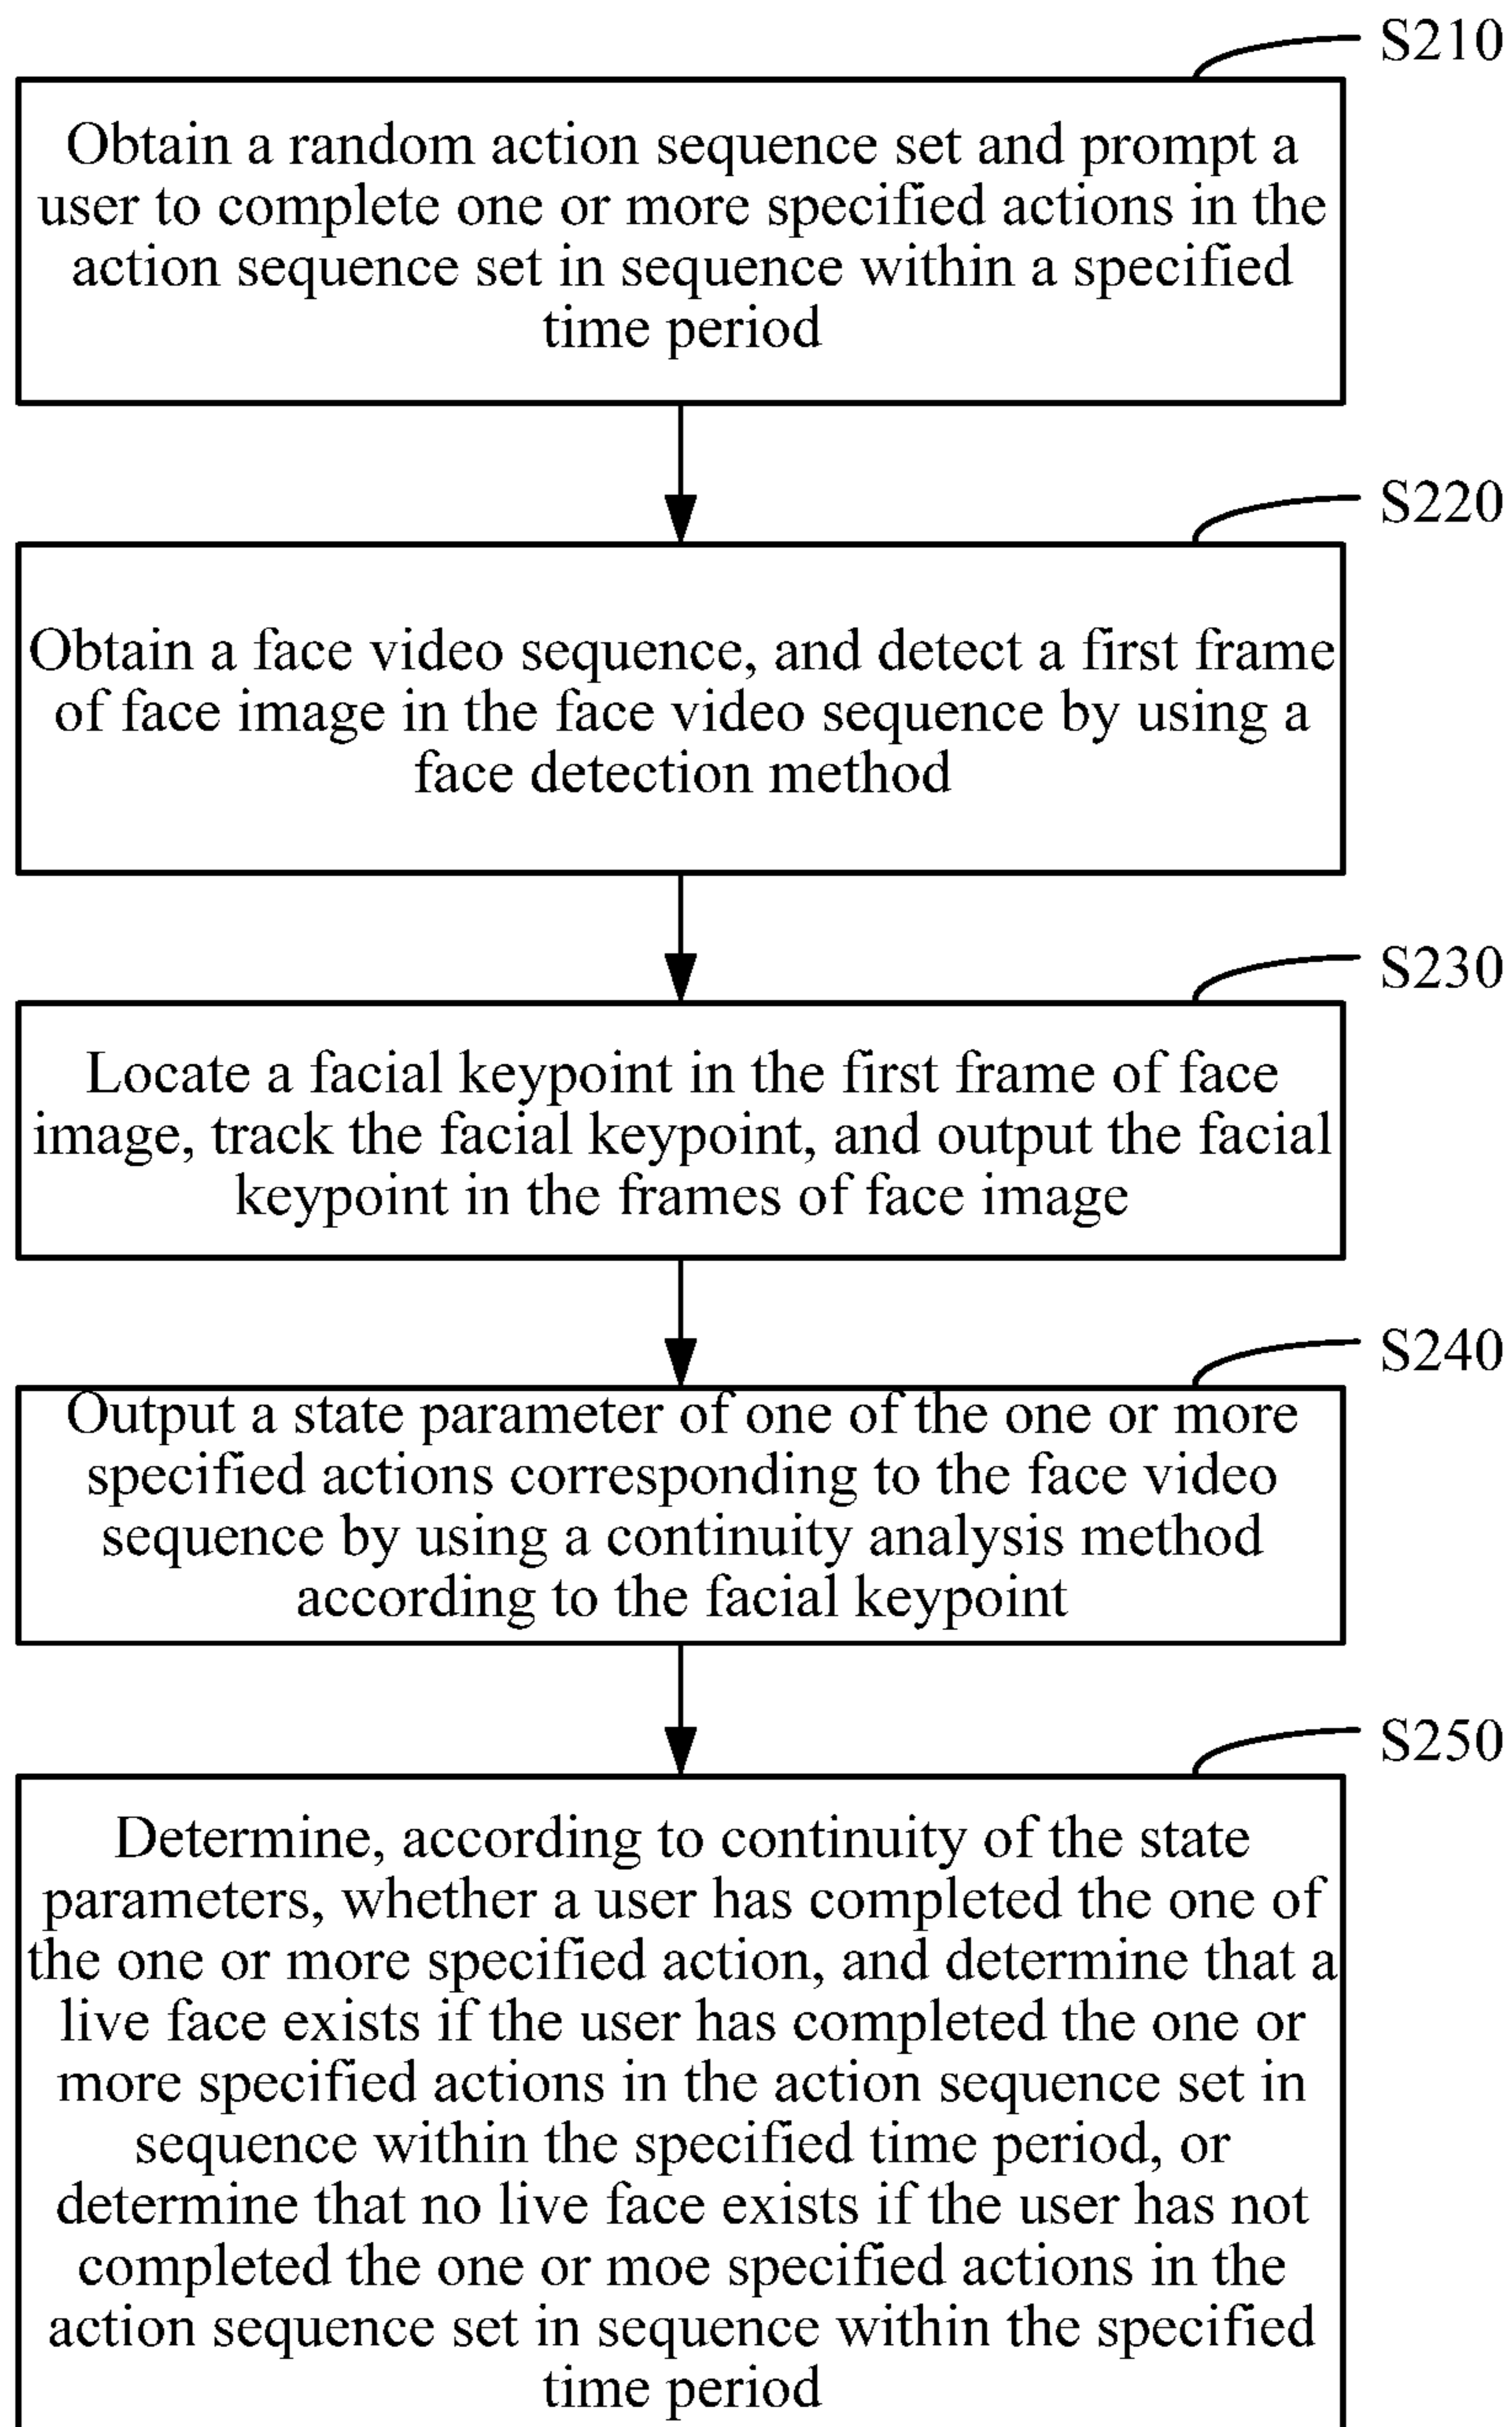 S210
Obtain a random action sequence set and prompt a
user to complete one or more specified actions in the
action sequence set in sequence within a specified
time period
S220
Obtain a face video sequence, and detect a first frame
of face image in the face video sequence by using a
face detection method
S230
Locate a facial keypoint in the first frame of face
image, track the facial keypoint, and output the facial
keypoint in the frames of face image
S240
Output a state parameter of one of the one or more
specified actions corresponding to the face video
sequence by using a continuity analysis method
according to the facial keypoint
S250
Determine, according to continuity of the state
parameters, whether a user has completed the one of
the one or more specified action, and determine that a
live face exists if the user has completed the one or
more specified actions in the action sequence set in
sequence within the specified time period, or
determine that no live face exists if the user has not
completed the one or moe specified actions in the
action sequence set in sequence within the specified
time period